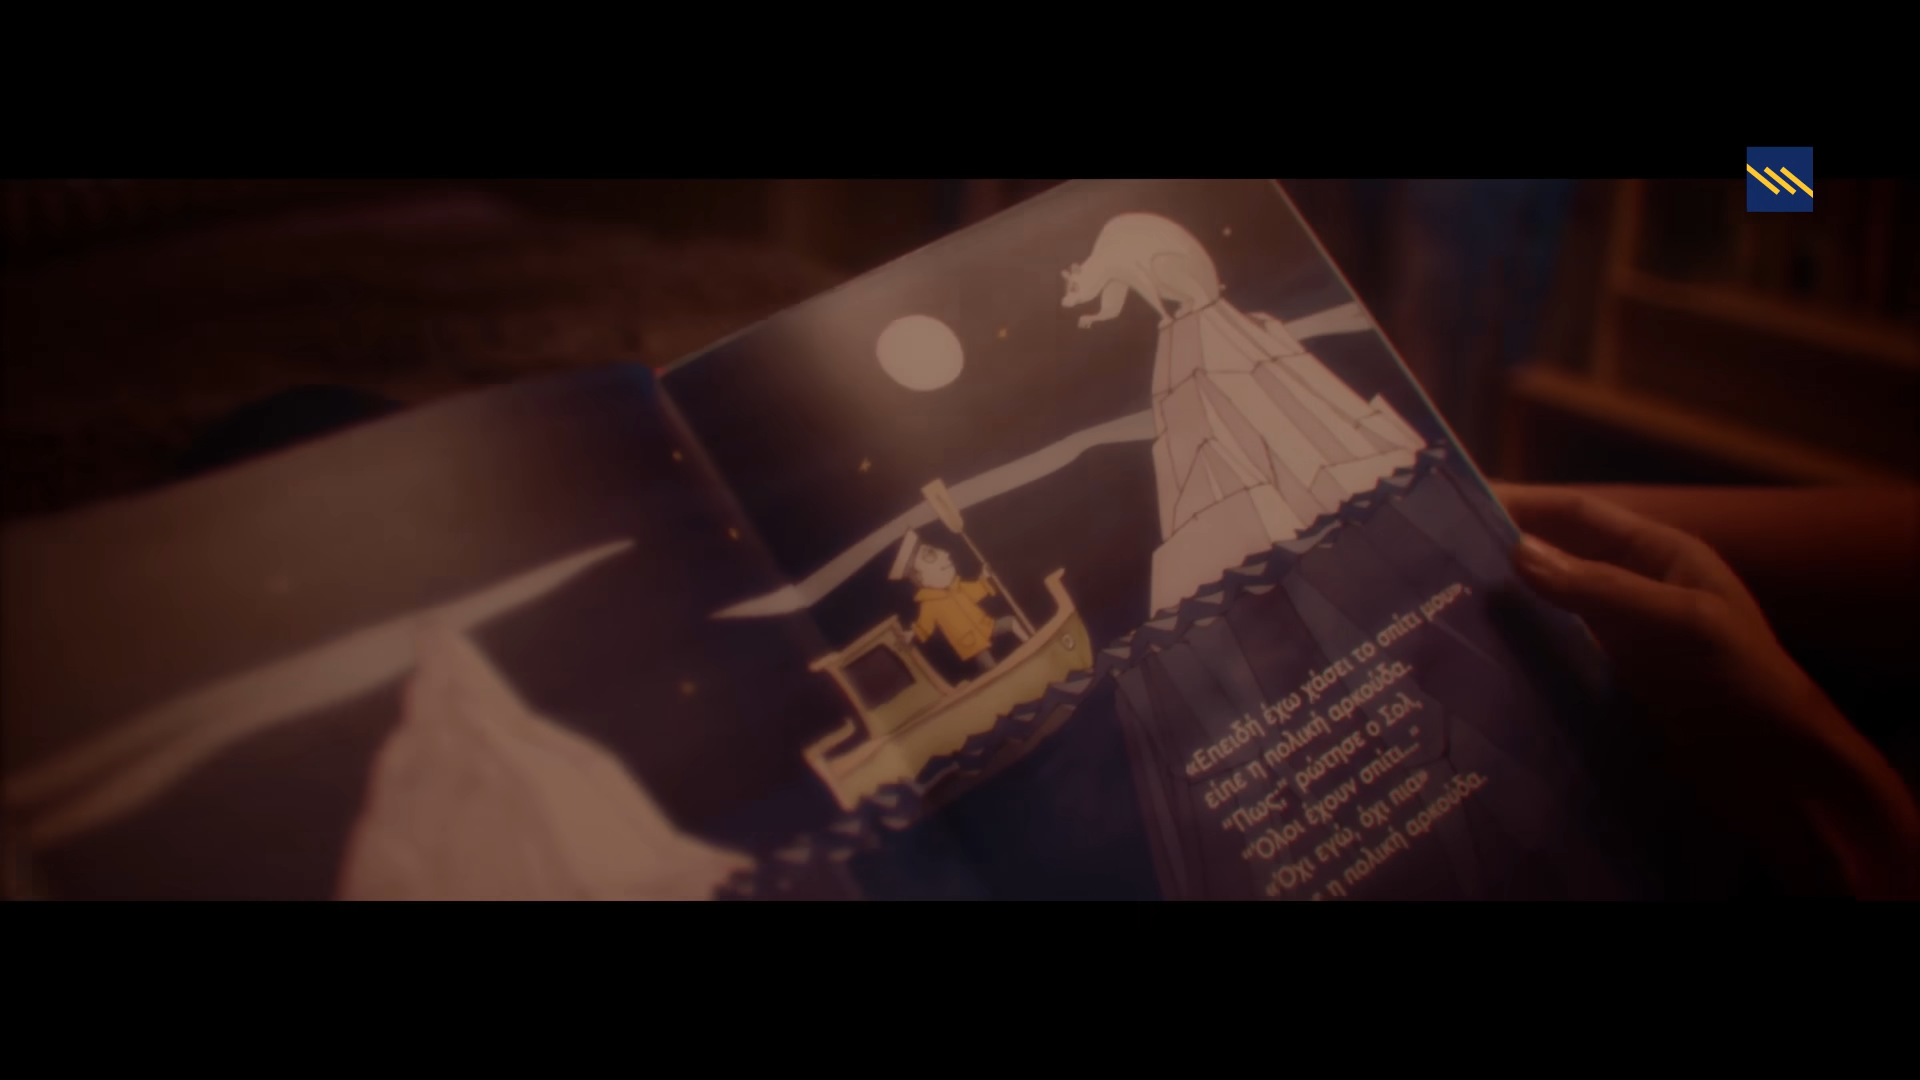 «Επειδή έχω χάσει το σπίτι μου»,
είπε η πολική αρκούδα.
“Πως;” ρώτησε ο Σολ,
“Όλοι έχουν σπίτι...”
«Όχι εγώ, όχι πια»
η πολική αρκούδα.